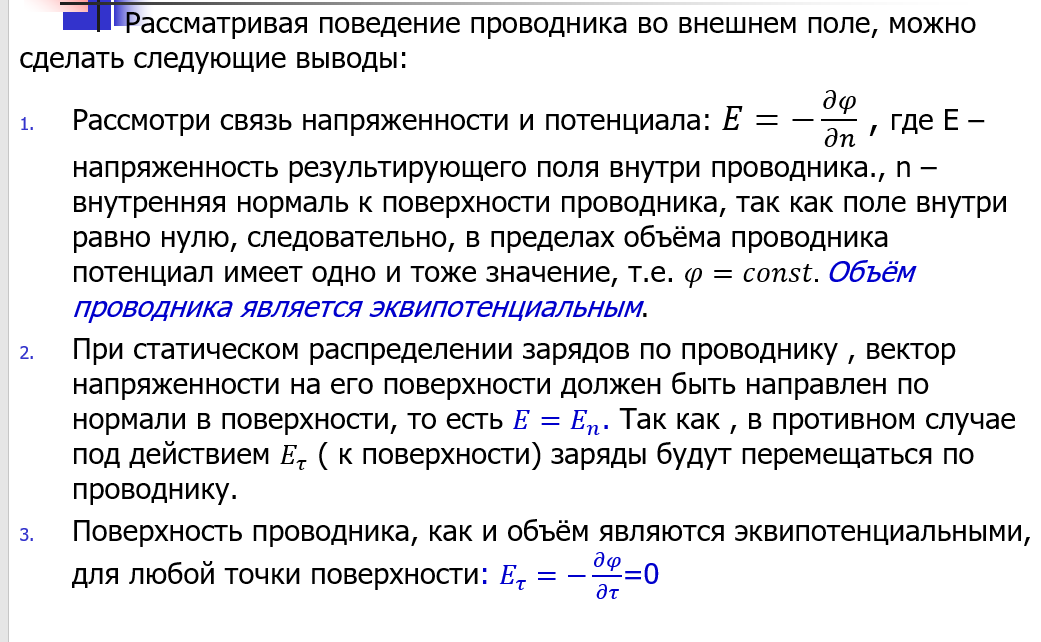 Рассматривая поведение проводника во внешнем поле, можно
сделать следующие выводы:
1. Рассмотри связь напряженности и потенциала: E = −∂φ/∂n , где Е –
напряженность результирующего поля внутри проводника., n –
внутренняя нормаль к поверхности проводника, так как поле внутри
равно нулю, следовательно, в пределах объёма проводника
потенциал имеет одно и тоже значение, т.е. φ = const. Объём
проводника является эквипотенциальным.
2. При статическом распределении зарядов по проводнику , вектор
напряженности на его поверхности должен быть направлен по
нормали в поверхности, то есть E = Eₙ. Так как , в противном случае
под действием E_τ ( к поверхности) заряды будут перемещаться по
проводнику.
3. Поверхность проводника, как и объём являются эквипотенциальными,
для любой точки поверхности: E_τ = −∂φ/∂τ=0